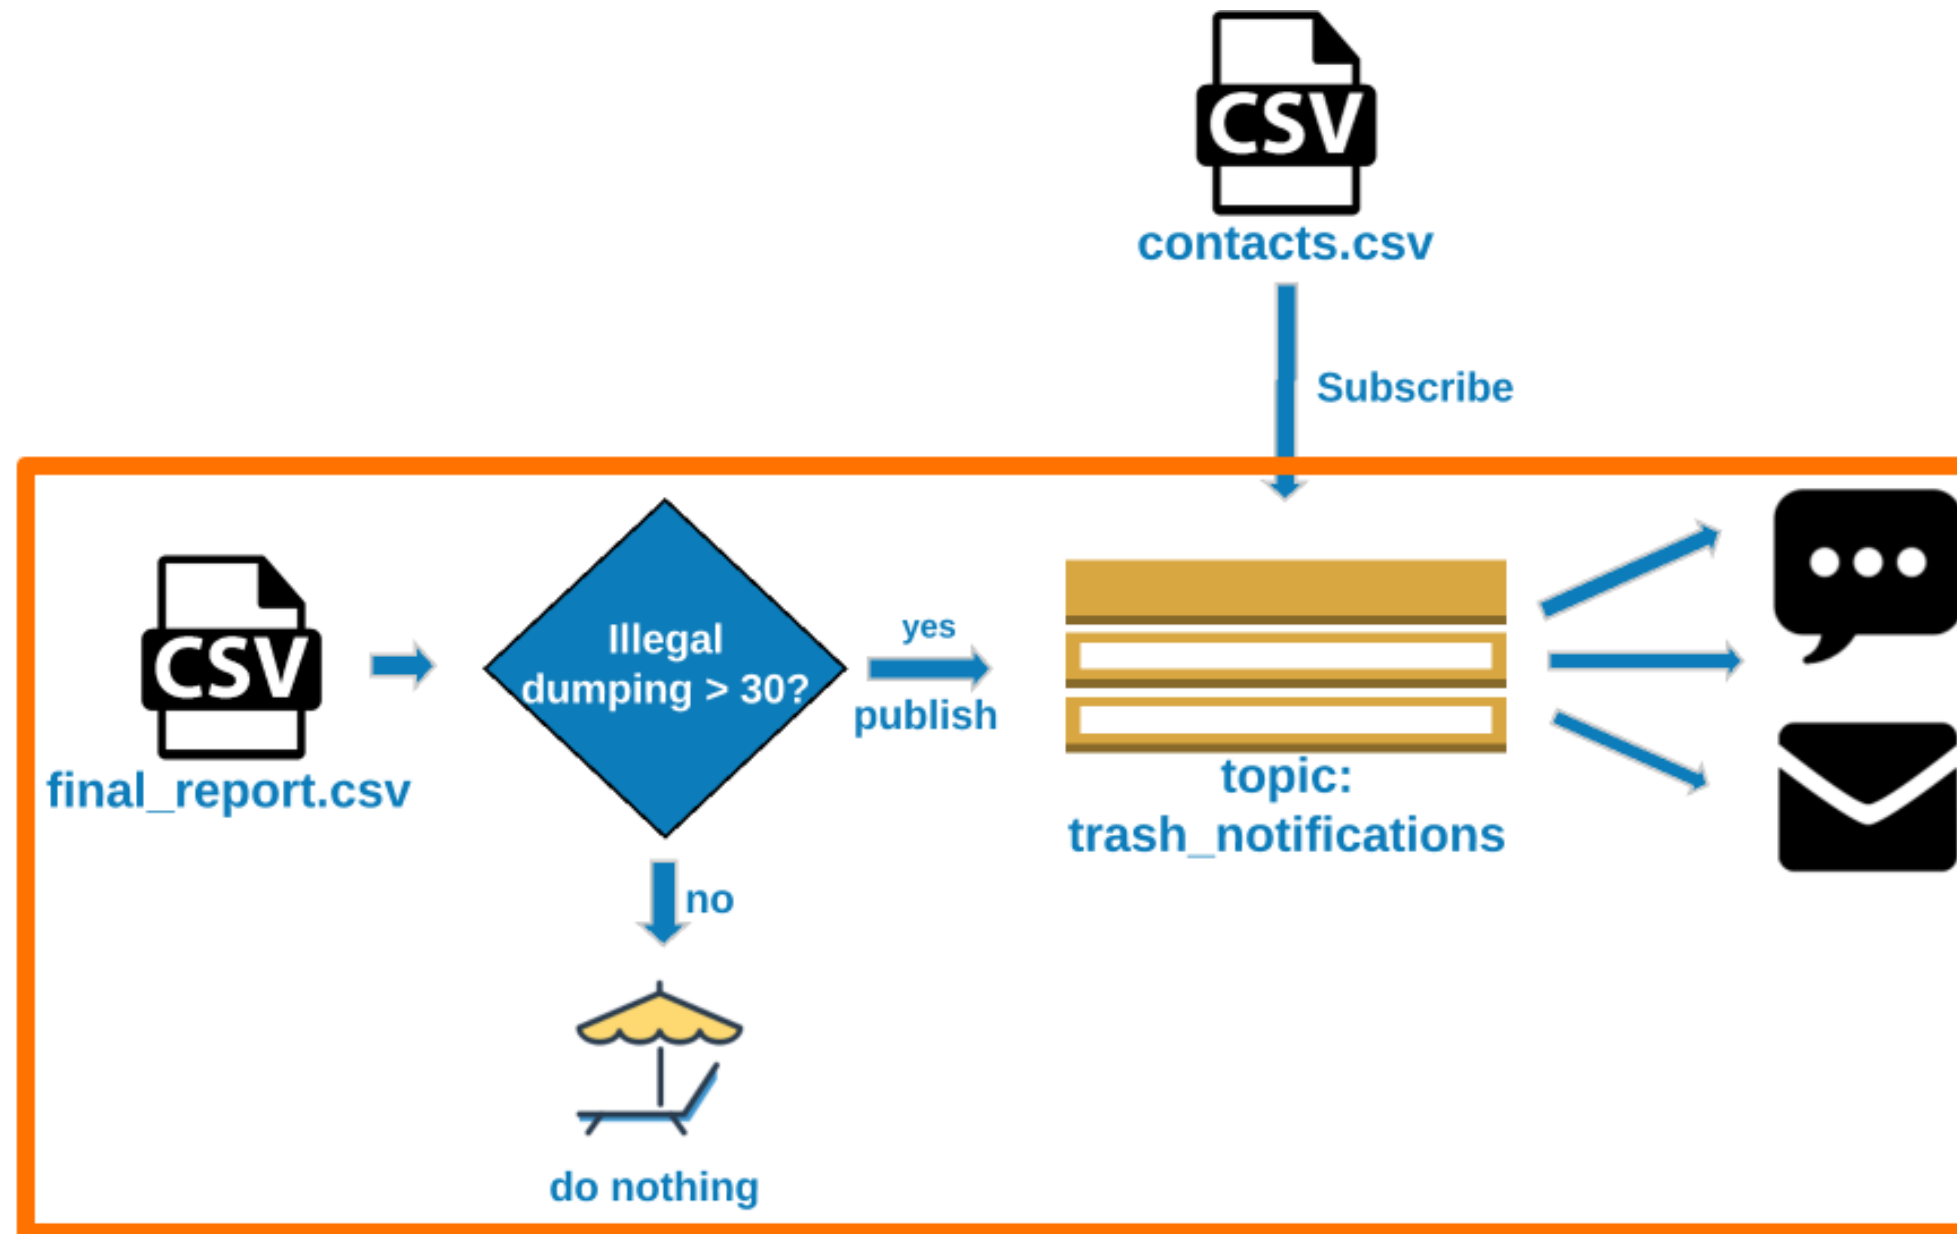 CSV
contacts.csv
Subscribe
CSV
final_report.csv
Illegal
dumping > 30?
yes
publish
topic:
trash_notifications
no
do nothing